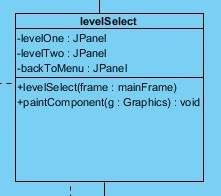 levelSelect
-levelOne : JPanel
-levelTwo : JPanel
-backToMenu : JPanel
+levelSelect(frame : mainFrame)
+paintComponent(g : Graphics) : void